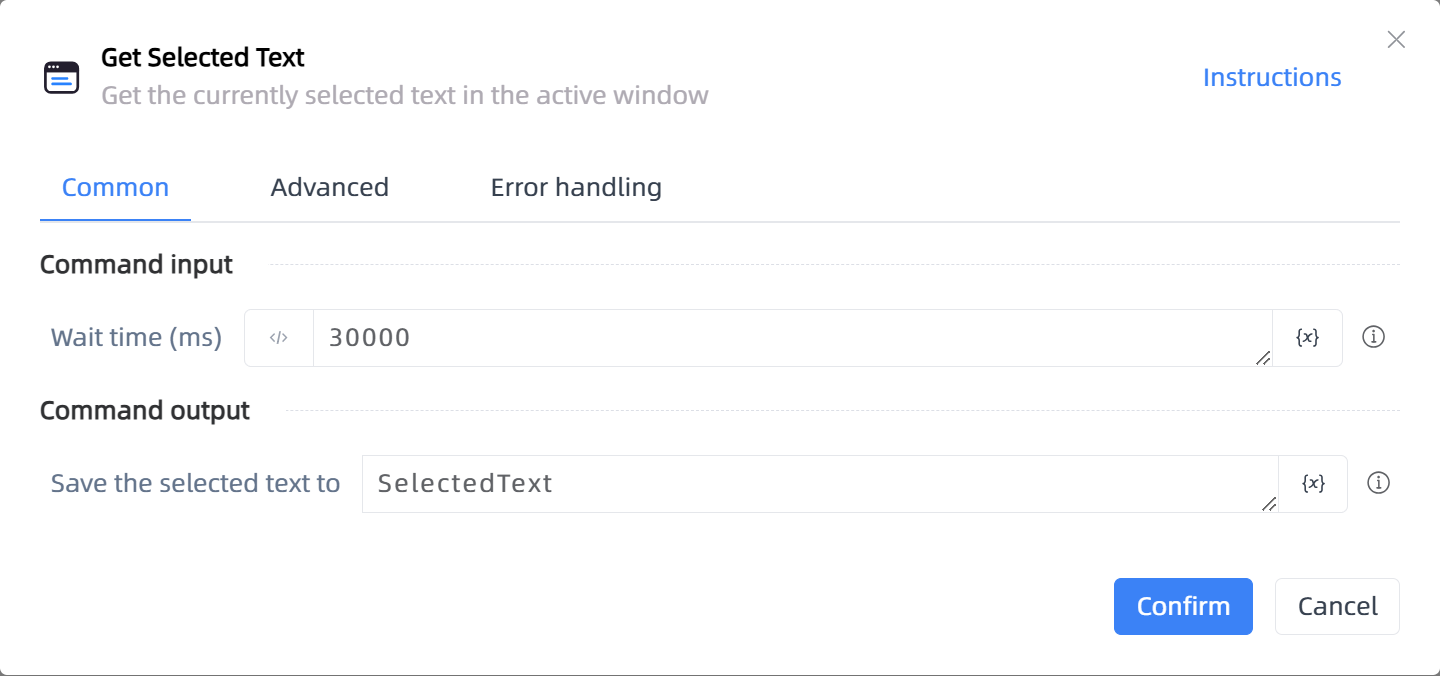 Get Selected Text
Get the currently selected text in the active window
Instructions
Common Advanced Error handling
Command input
Wait time (ms) </> 30000 {x}
Command output
Save the selected text to SelectedText {x}
Confirm Cancel